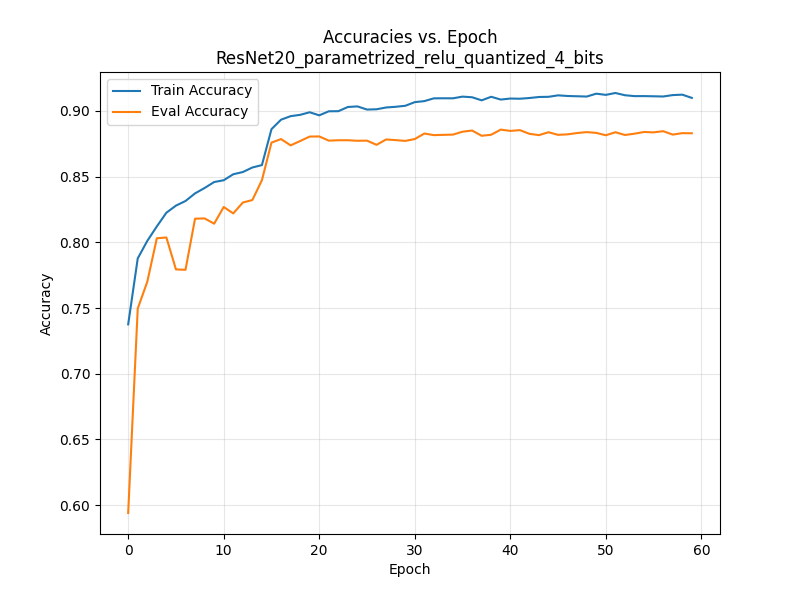 Accuracies vs. Epoch
ResNet20_parametrized_relu_quantized_4_bits
Train Accuracy
Eval Accuracy
0.90
0.85
0.80
0.75
0.70
0.65
0.60
Accuracy
0 10 20 30 40 50 60
Epoch